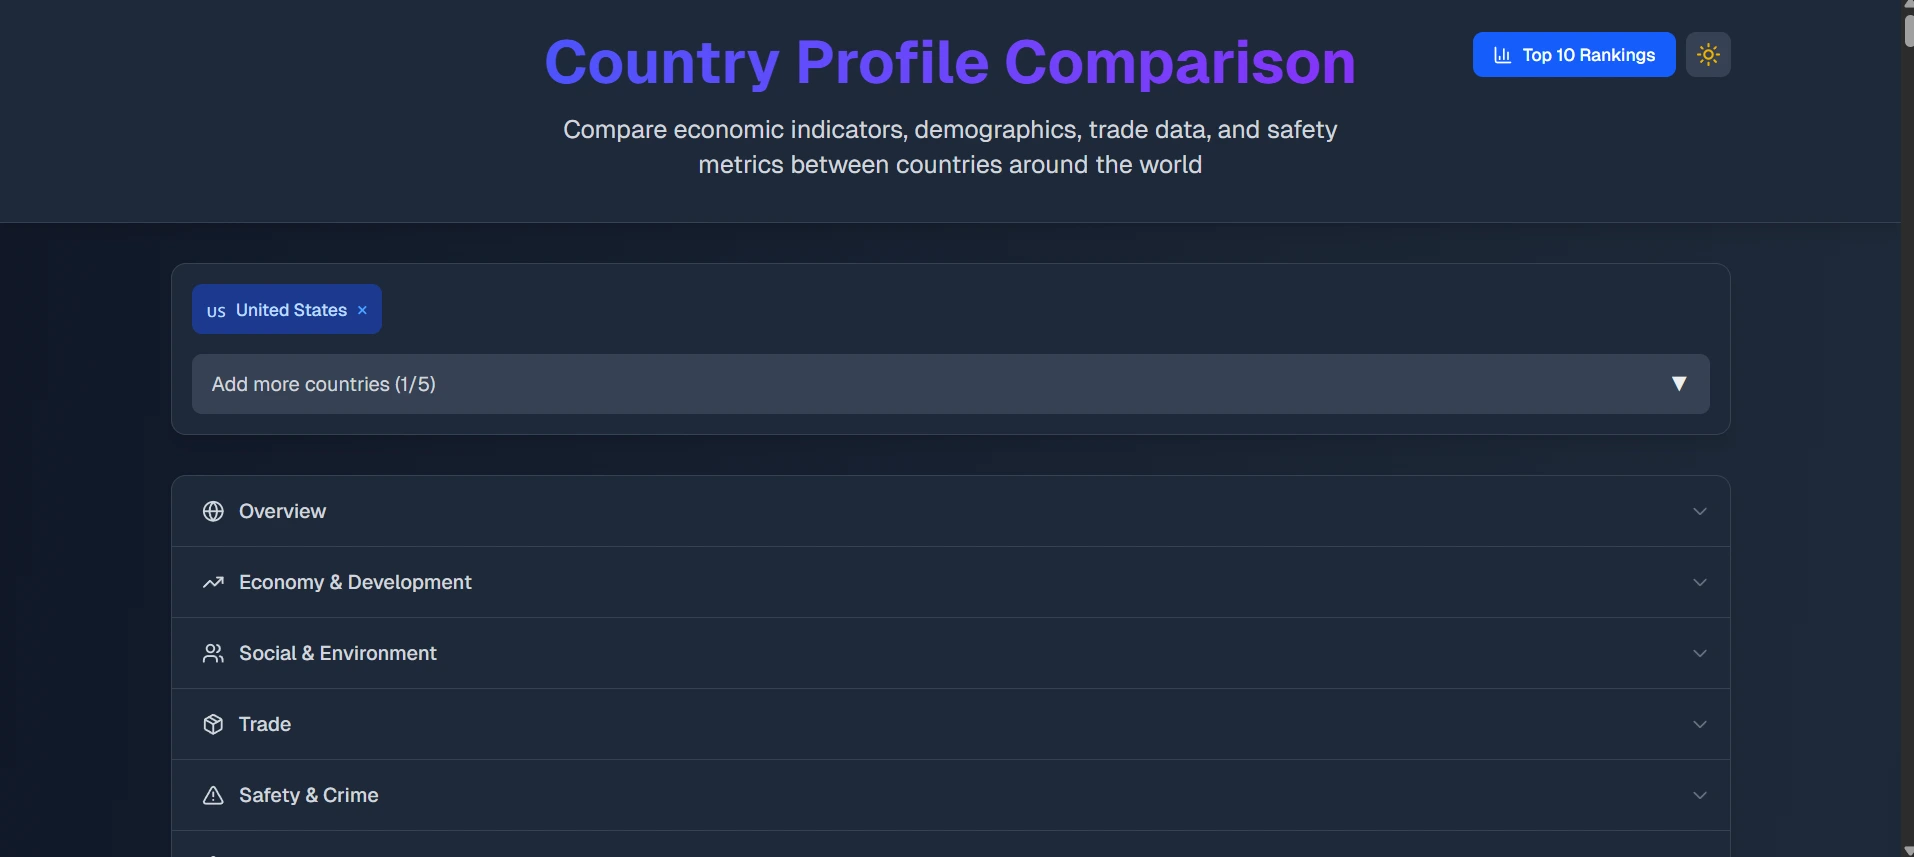 Country Profile Comparison
Top 10 Rankings
Compare economic indicators, demographics, trade data, and safety
metrics between countries around the world
US United States ×
Add more countries (1/5) ▼
Overview
Economy & Development
Social & Environment
Trade
Safety & Crime